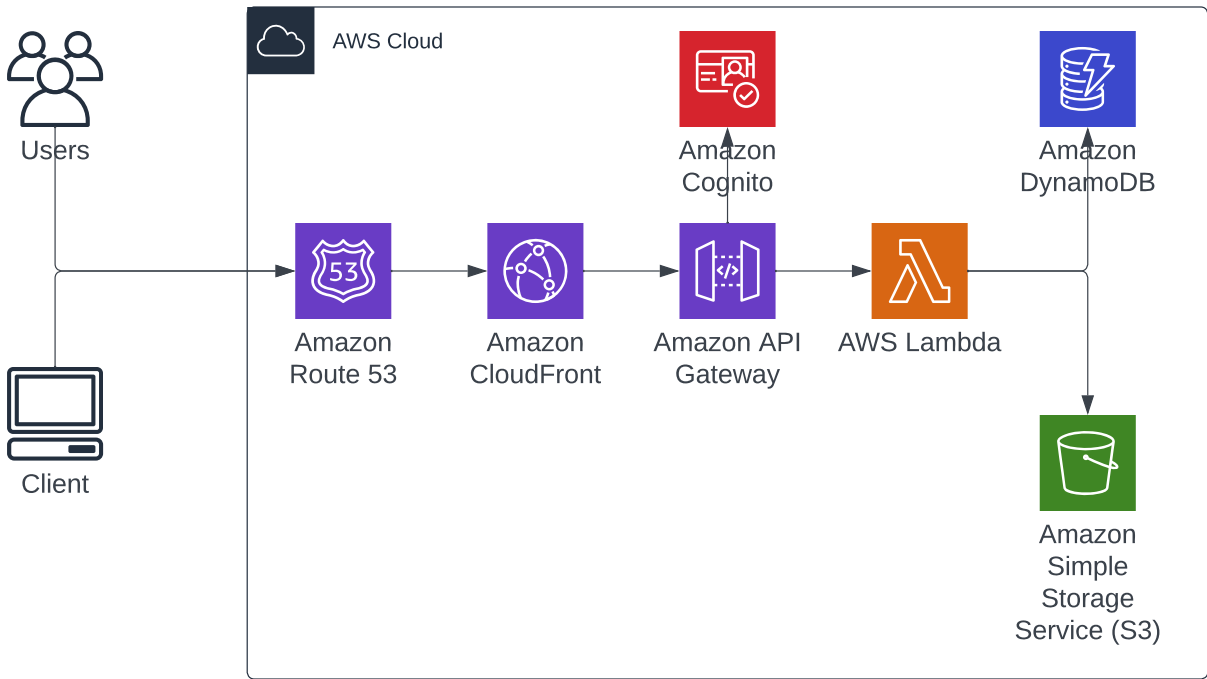 AWS Cloud
Users
Amazon
Cognito
Amazon
DynamoDB
53
Amazon
Route 53
Amazon
CloudFront
</>
Amazon API
Gateway
AWS Lambda
Client
Amazon
Simple
Storage
Service (S3)